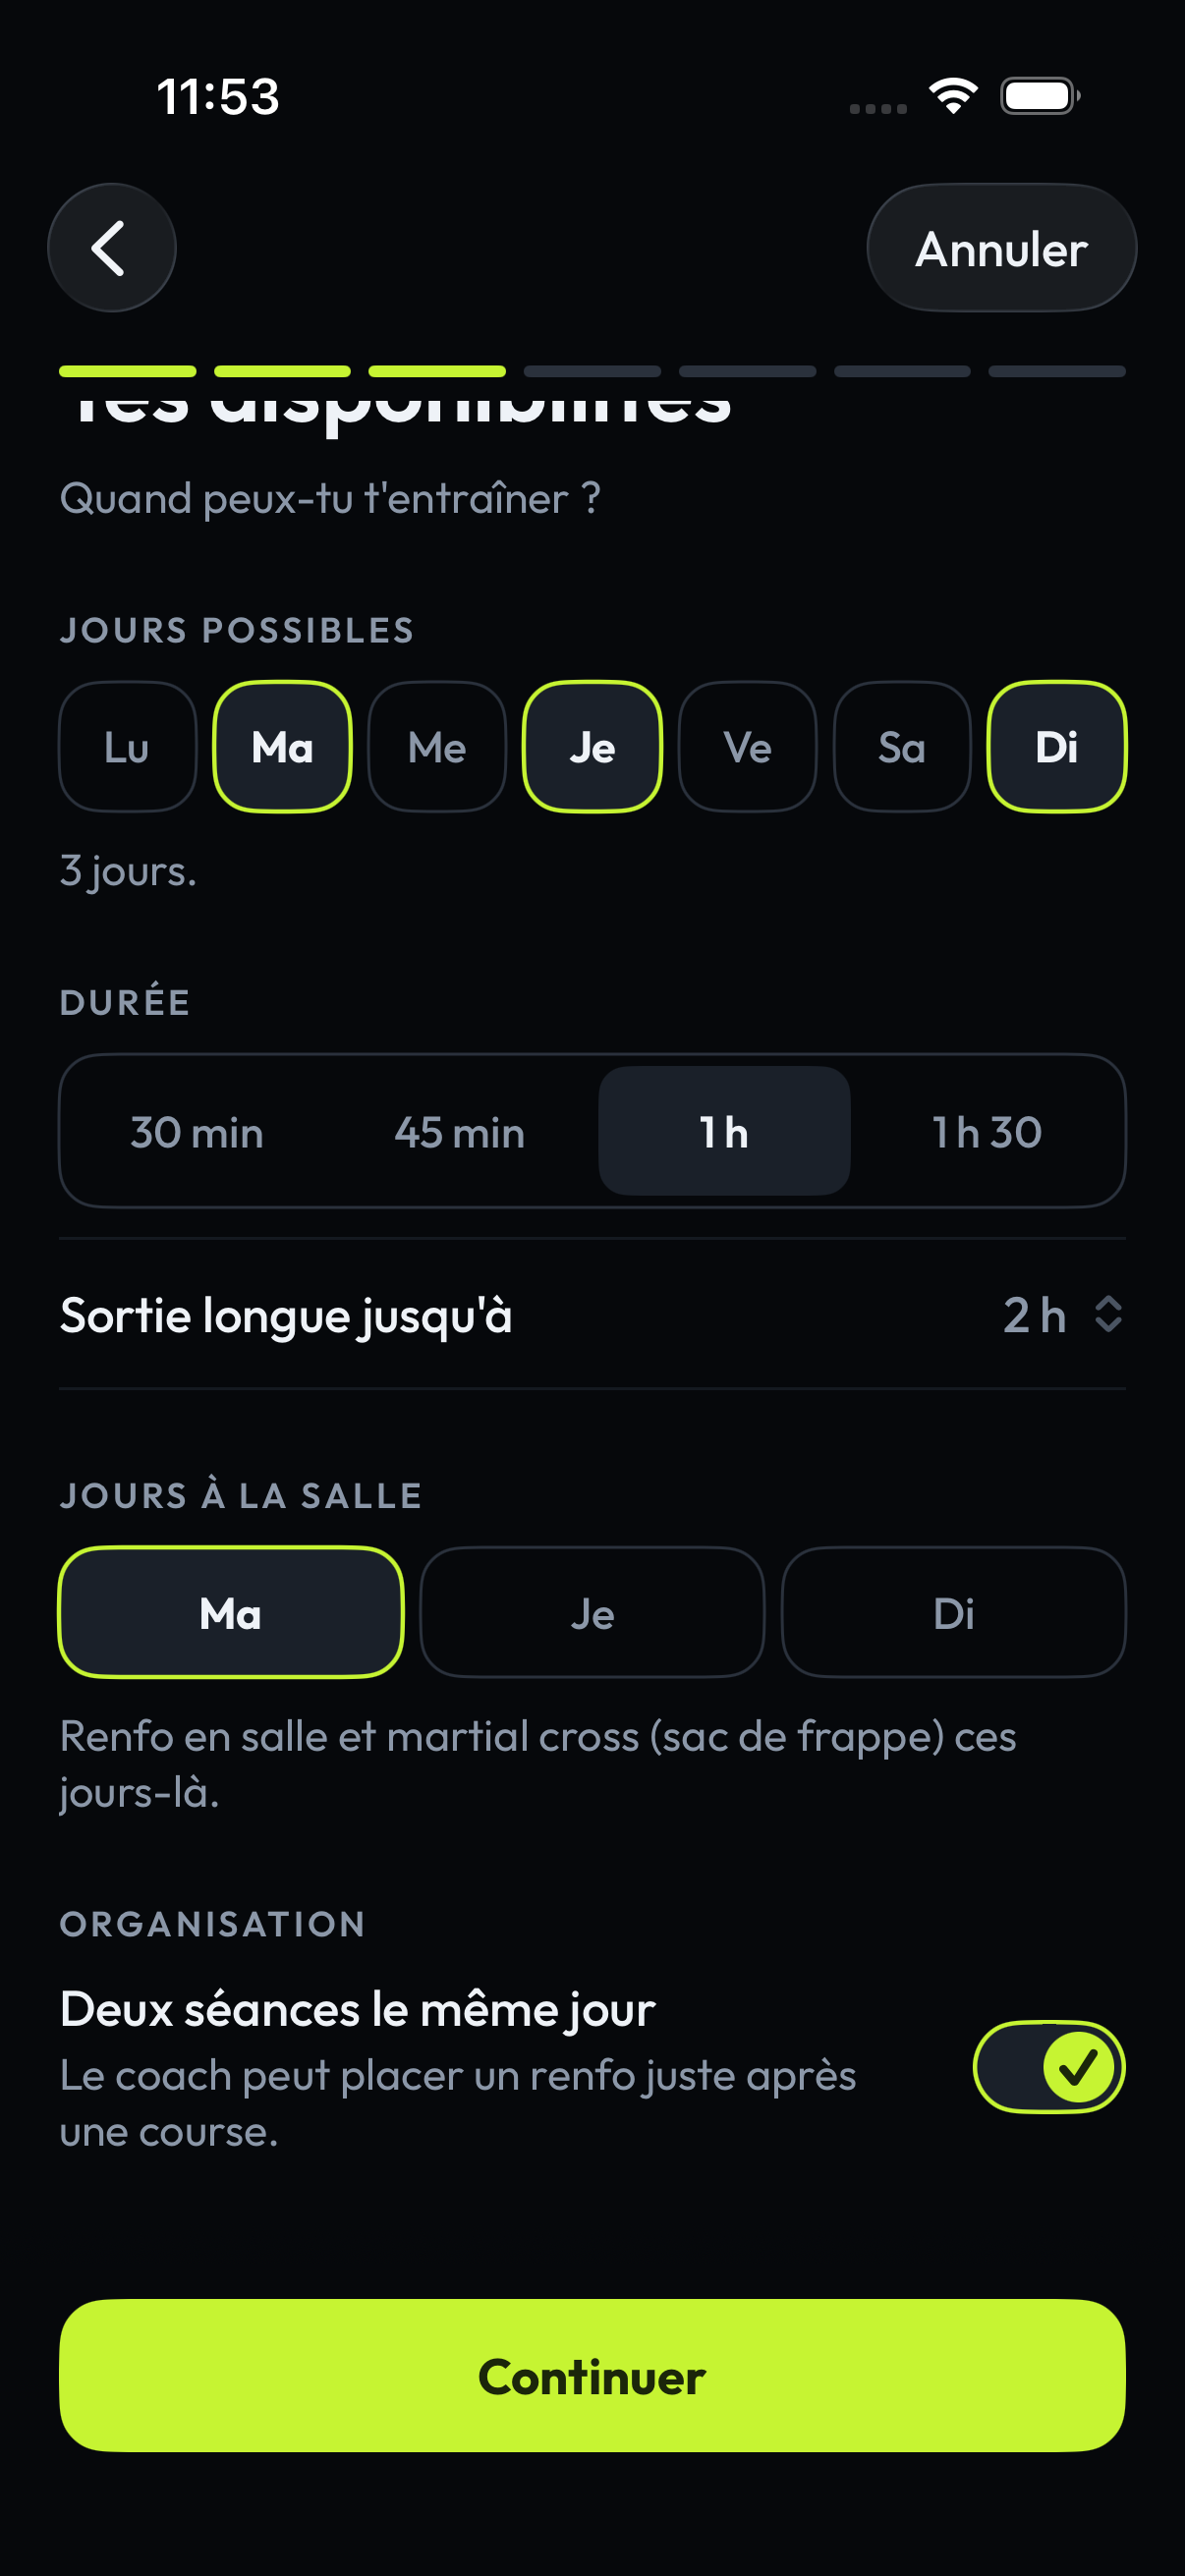 11:53
Annuler
Tes disponibilités
Quand peux-tu t'entraîner ?
JOURS POSSIBLES
Lu Ma Me Je Ve Sa Di
3 jours.
DURÉE
30 min 45 min 1 h 1 h 30
Sortie longue jusqu'à 2 h
JOURS À LA SALLE
Ma Je Di
Renfo en salle et martial cross (sac de frappe) ces
jours-là.
ORGANISATION
Deux séances le même jour
Le coach peut placer un renfo juste après
une course.
Continuer